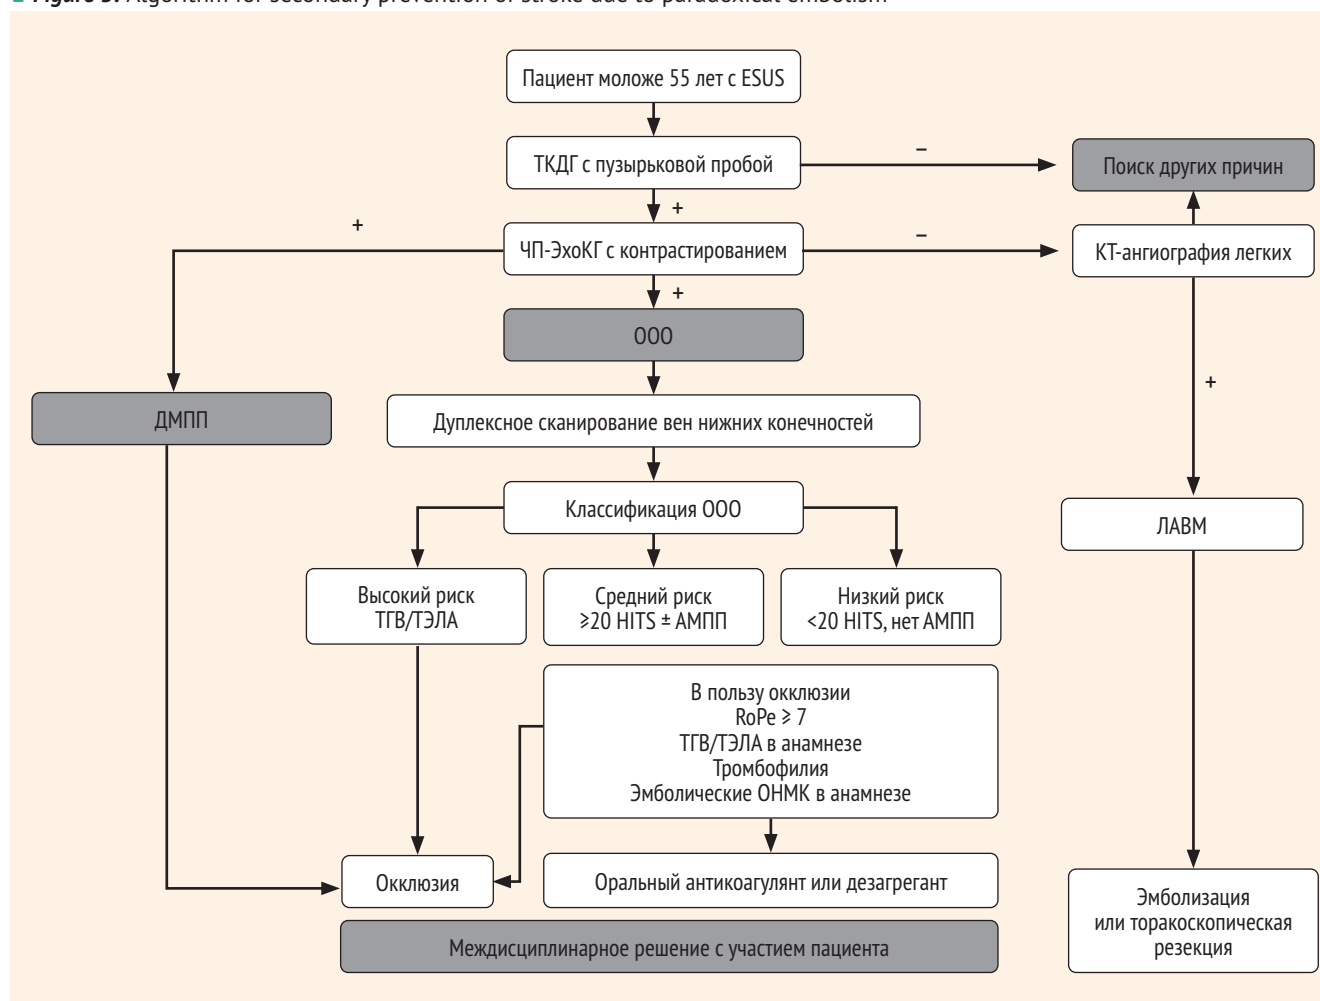 Figure 3. Algorithm for secondary prevention of stroke due to paradoxical embolism
Пациент моложе 55 лет с ESUS
ТКДГ с пузырьковой пробой
–
Поиск других причин
+
+
ЧП-ЭхоКГ с контрастированием
–
КТ-ангиография легких
+
ООО
+
ДМПП
Дуплексное сканирование вен нижних конечностей
Классификация ООО
ЛАВМ
Высокий риск
ТГВ/ТЭЛА
Средний риск
≥20 HITS ± АМПП
Низкий риск
<20 HITS, нет АМПП
В пользу окклюзии
RoPe ≥ 7
ТГВ/ТЭЛА в анамнезе
Тромбофилия
Эмболические ОНМК в анамнезе
Окклюзия
Оральный антикоагулянт или дезагрегант
Эмболизация
или торакоскопическая
резекция
Междисциплинарное решение с участием пациента